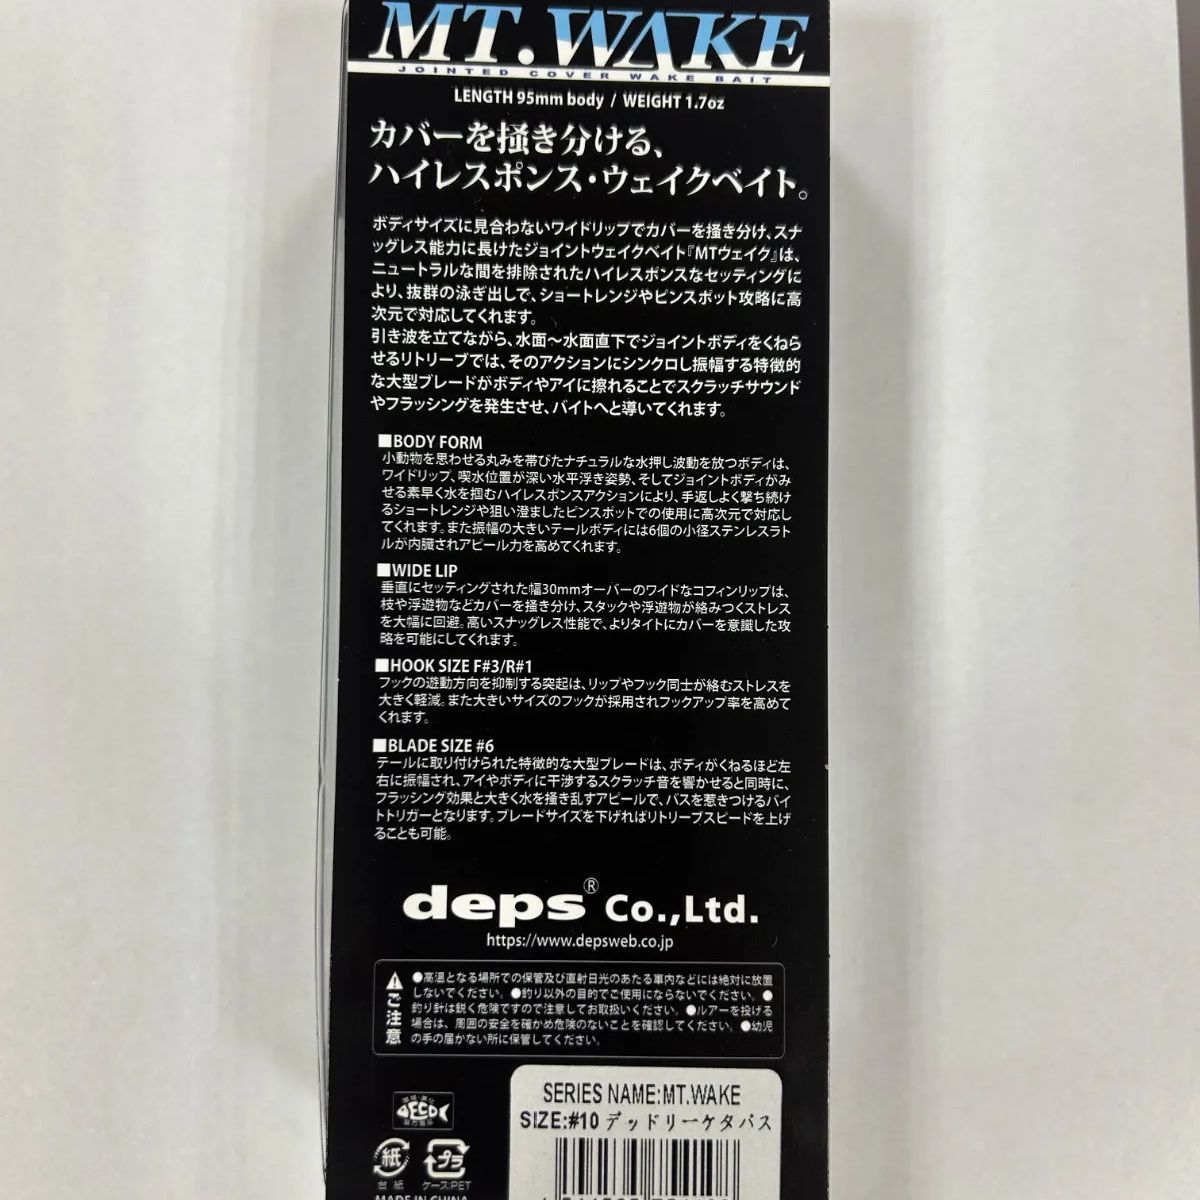 MT.WAKE
JOINTED COVER WAKE BAIT
LENGTH 95mm body / WEIGHT 1.7oz
カバーを掻き分ける、
ハイレスポンス・ウェイクベイト。
ボディサイズに見合わないワイドリップでカバーを掻き分け、スナ
ッグレス能力に長けたジョイントウェイクベイト『MTウェイク』は、
ニュートラルな間を排除されたハイレスポンスなセッティングに
より、抜群の泳ぎ出しで、ショートレンジやピンスポット攻略に高
次元で対応してくれます。
引き波を立てながら、水面〜水面直下でジョイントボディをくねら
せるリトリーブでは、そのアクションにシンクロし振幅する特徴的
な大型ブレードがボディやアイに擦れることでスクラッチサウンド
やフラッシングを発生させ、バイトへと導いてくれます。
■BODY FORM
小動物を思わせる丸みを帯びたナチュラルな水押し波動を放つボディは、
ワイドリップ、喫水位置が深い水平浮き姿勢、そしてジョイントボディがみ
せる素早く水を掴むハイレスポンスアクションにより、手返しよく撃ち続け
るショートレンジや狙い澄ましたピンスポットでの使用に高次元で対応し
てくれます。また振幅の大きいテールボディには6個の小径ステンレスラト
ルが内臓されアピール力を高めてくれます。
■WIDE LIP
垂直にセッティングされた幅30mmオーバーのワイドなコフィンリップは、
枝や浮遊物などカバーを掻き分け、スタックや浮遊物が絡みつくストレス
を大幅に回避。高いスナッグレス性能で、よりタイトにカバーを意識した攻
略を可能にしてくれます。
■HOOK SIZE F#3/R#1
フックの遊動方向を抑制する突起は、リップやフック同士が絡むストレスを
大きく軽減。また大きいサイズのフックが採用されフックアップ率を高めて
くれます。
■BLADE SIZE #6
テールに取り付けられた特徴的な大型ブレードは、ボディがくねるほど左
右に振幅され、アイやボディに干渉するスクラッチ音を響かせると同時に、
フラッシング効果と大きく水を掻き乱すアピールで、バスを惹きつけるバイ
トトリガーとなります。ブレードサイズを下げればリトリーブスピードを上げ
ることも可能。
deps® Co.,Ltd.
https://www.depsweb.co.jp
ご注意
●高温となる場所での保管及び直射日光のあたる車内などには絶対に放置
しないでください。●釣り以外の目的でご使用にならないでください。●
釣り針は鋭く危険ですので注意してお取扱いください。●ルアーを投げる
場合は、周囲の安全を確かめ危険のないことを確認してください。●幼児
の手の届かない所に保管してください。
SERIES NAME:MT.WAKE
SIZE:#10 デッドリーケタバス
ECO
紙
台紙
プラ
ケース:PET
MADE IN CHINA